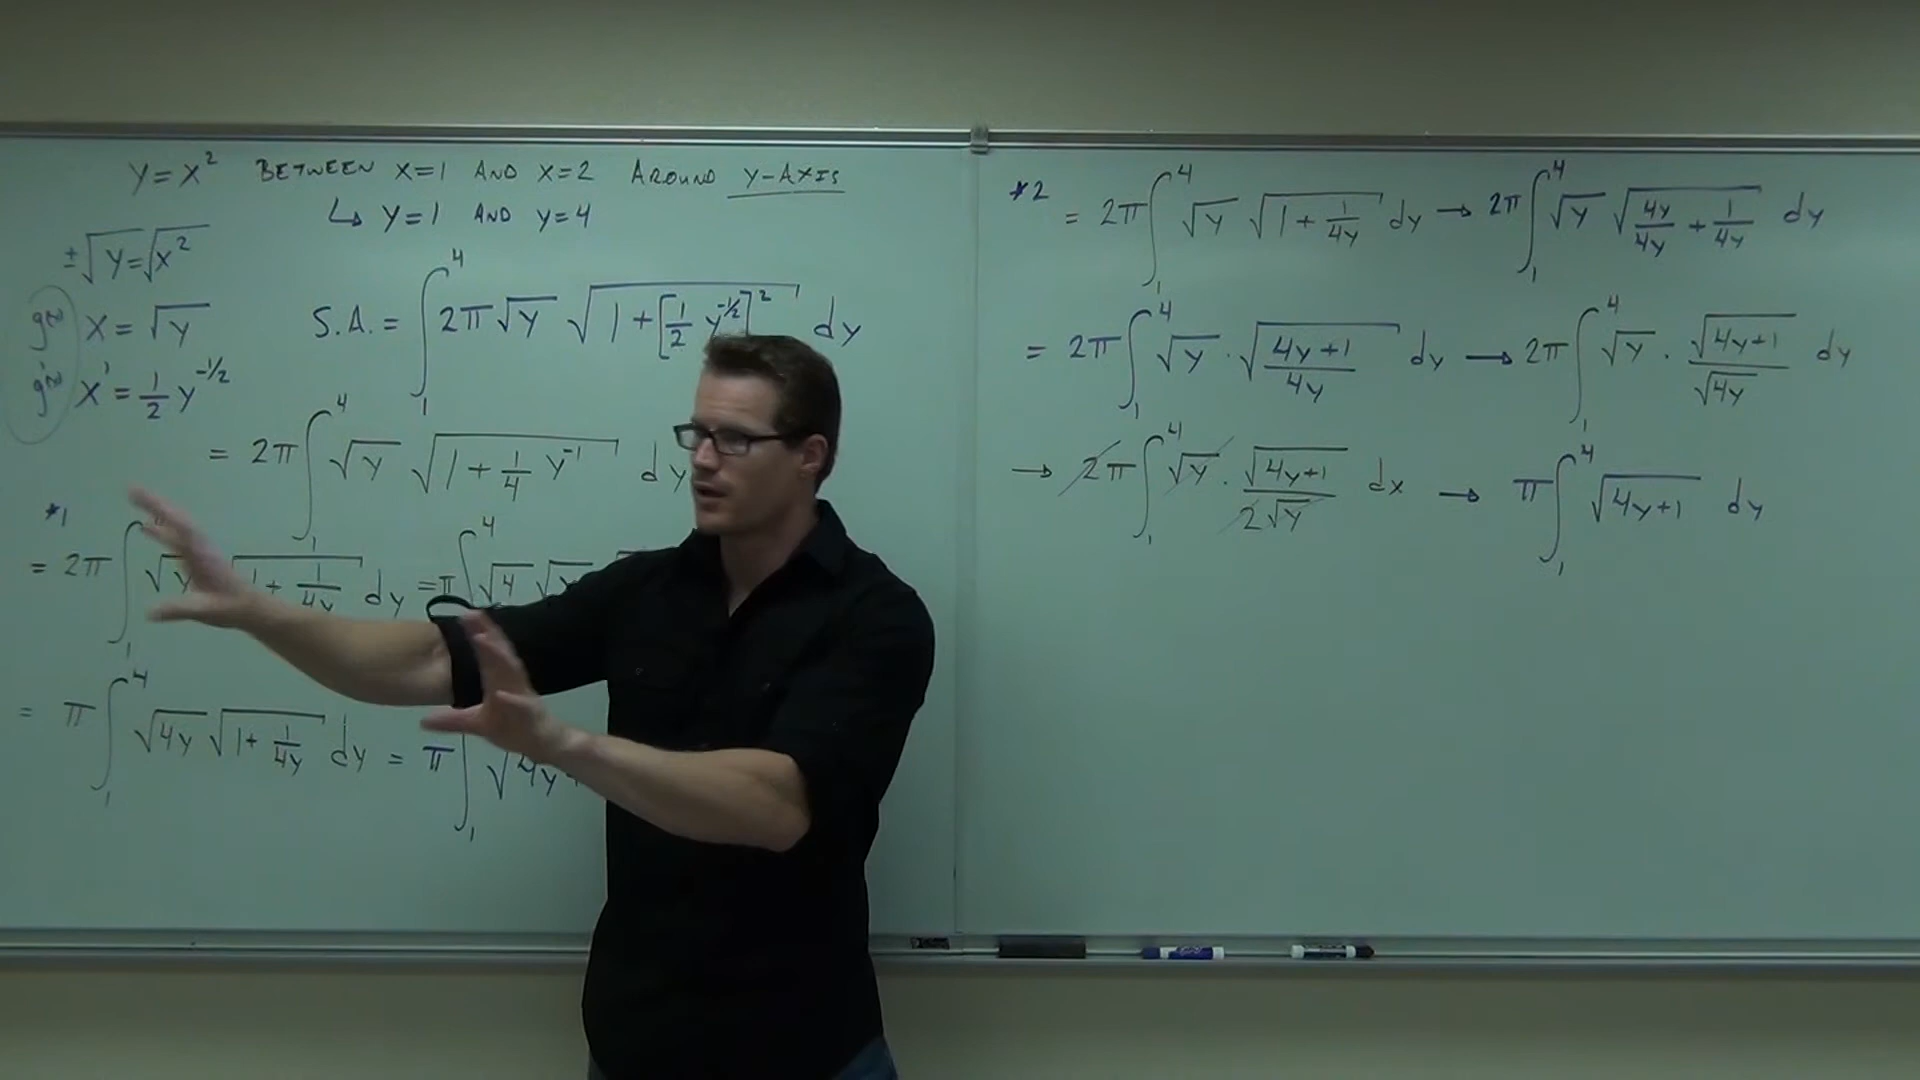 Y = X² BETWEEN X=1 AND X=2 AROUND Y-AXIS
↳ Y=1 AND Y=4
±√Y = √X²
X = √Y
X' = 1/2 Y^(-1/2)
S.A. = ∫₁⁴ 2π√Y √(1+[1/2 Y^(-1/2)]²) dy
= 2π ∫₁⁴ √Y √(1 + 1/4 Y⁻¹) dy
*1
= 2π ∫₁ √Y √(1 + 1/4y) dy = π ∫⁴ √4 √Y
= π ∫₁⁴ √4y √(1 + 1/4y) dy = π ∫₁ √4y
*2
= 2π ∫₁⁴ √Y √(1 + 1/4y) dy → 2π ∫₁⁴ √Y √(4y/4y + 1/4y) dy
= 2π ∫₁⁴ √Y · √((4y+1)/4y) dy → 2π ∫₁⁴ √Y · √(4y+1)/√4y dy
→ 2π ∫₁⁴ √Y · √(4y+1)/2√Y dx → π ∫₁⁴ √(4y+1) dy